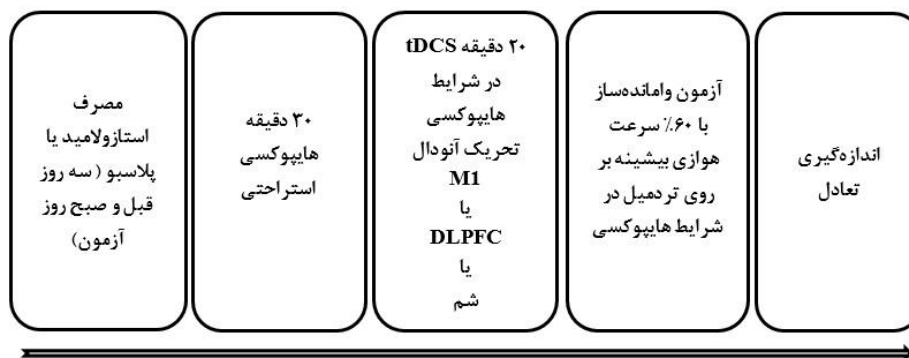 مصرف
استازولامید یا
پلاسبو (سه روز
قبل و صبح روز
آزمون)
۳۰ دقیقه
هایپوکسی
استراحتی
۲۰ دقیقه tDCS
در شرایط
هایپوکسی
تحریک آنودال
M1
یا
DLPFC
یا
شم
آزمون وامانده‌ساز
با ۶۰٪ سرعت
هوازی بیشینه بر
روی تردمیل در
شرایط هایپوکسی
اندازه‌گیری
تعادل